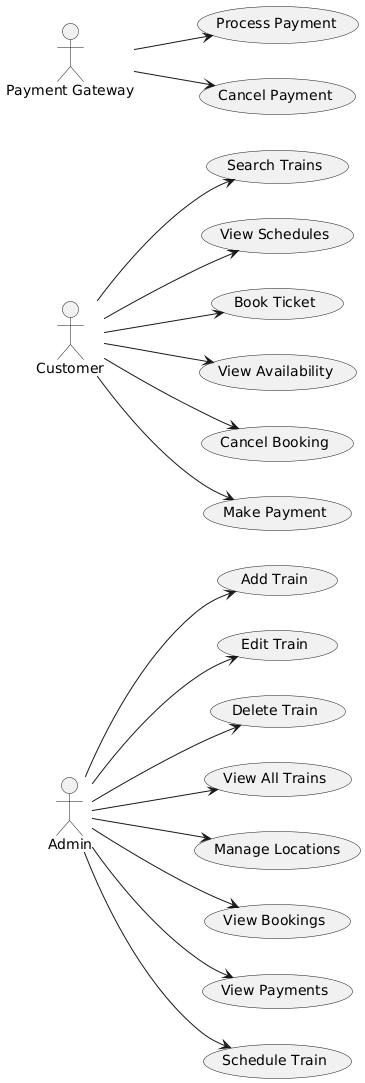 Process Payment
Payment Gateway
Cancel Payment
Search Trains
View Schedules
Book Ticket
Customer
View Availability
Cancel Booking
Make Payment
Add Train
Edit Train
Delete Train
View All Trains
Admin
Manage Locations
View Bookings
View Payments
Schedule Train